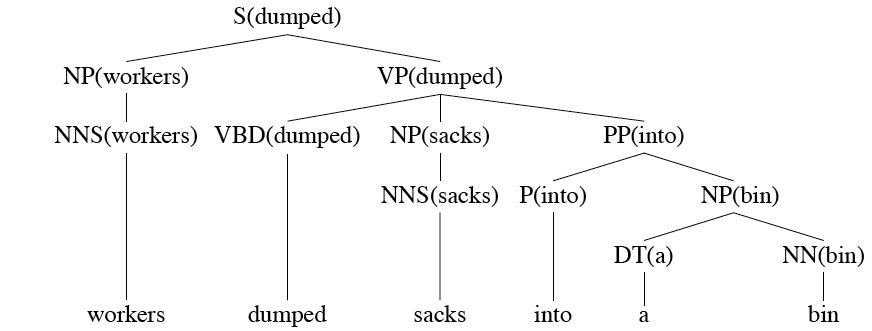 S(dumped)
NP(workers) VP(dumped)
NNS(workers) VBD(dumped) NP(sacks) PP(into)
NNS(sacks) P(into) NP(bin)
DT(a) NN(bin)
workers dumped sacks into a bin